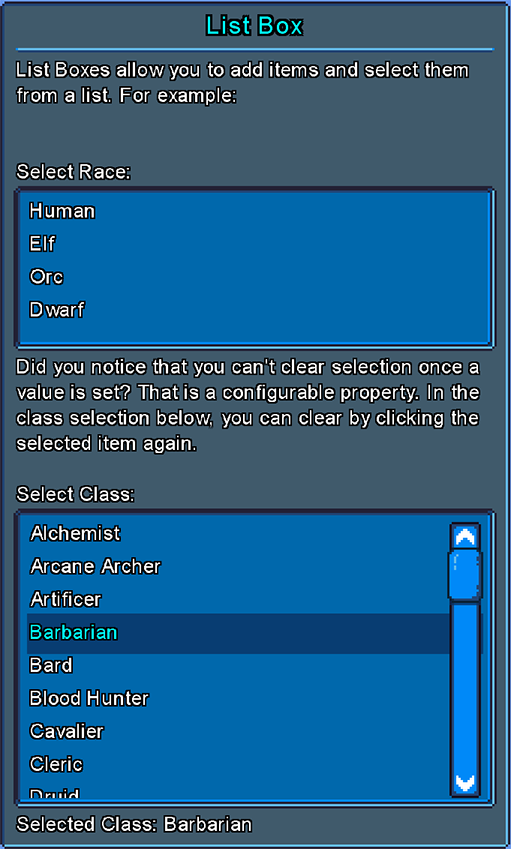 List Box
List Boxes allow you to add items and select them
from a list. For example:
Select Race:
Human
Elf
Orc
Dwarf
Did you notice that you can't clear selection once a
value is set? That is a configurable property. In the
class selection below, you can clear by clicking the
selected item again.
Select Class:
Alchemist
Arcane Archer
Artificer
Barbarian
Bard
Blood Hunter
Cavalier
Cleric
Druid
Selected Class: Barbarian